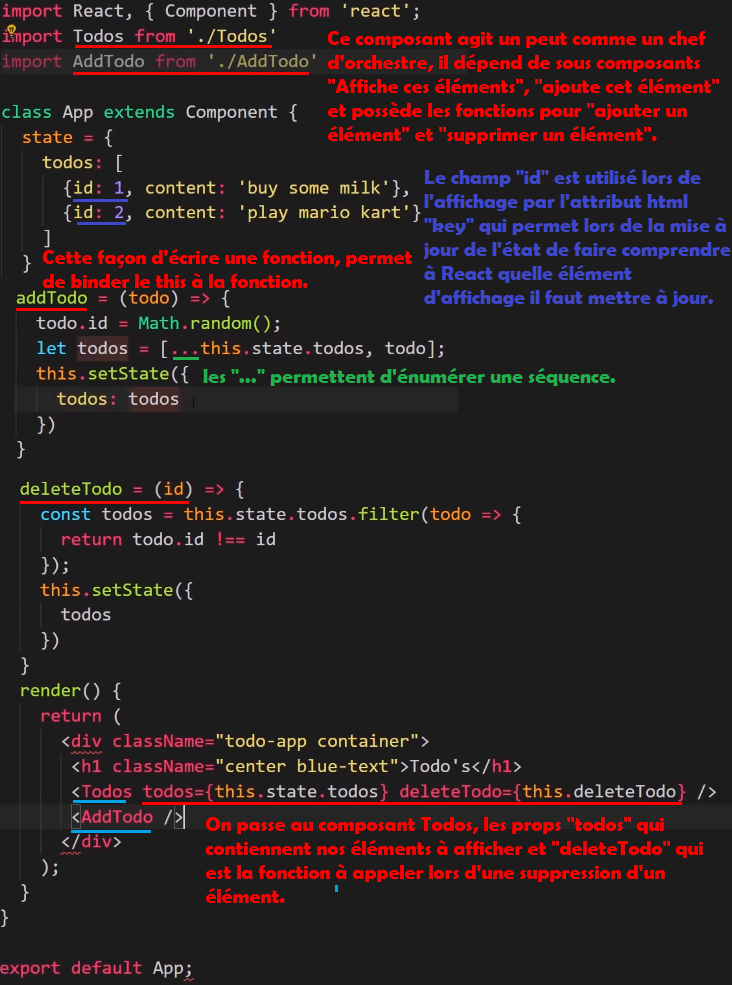 import React, { Component } from 'react';
import Todos from './Todos'
import AddTodo from './AddTodo'
Ce composant agit un peut comme un chef
d'orchestre, il dépend de sous composants
"Affiche ces éléments", "ajoute cet élément"
et possède les fonctions pour "ajouter un
élément" et "supprimer un élément".
class App extends Component {
state = {
todos: [
{id: 1, content: 'buy some milk'},
{id: 2, content: 'play mario kart'}
]
}
Le champ "id" est utilisé lors de
l'affichage par l'attribut html
"key" qui permet lors de la mise à
jour de l'état de faire comprendre
à React quelle élément
d'affichage il faut mettre à jour.
Cette façon d'écrire une fonction, permet
de binder le this à la fonction.
addTodo = (todo) => {
todo.id = Math.random();
let todos = [...this.state.todos, todo];
this.setState({
les "..." permettent d'énumérer une séquence.
todos: todos
})
}
deleteTodo = (id) => {
const todos = this.state.todos.filter(todo => {
return todo.id !== id
});
this.setState({
todos
})
}
render() {
return (
<div className="todo-app container">
<h1 className="center blue-text">Todo's</h1>
<Todos todos={this.state.todos} deleteTodo={this.deleteTodo} />
<AddTodo />
</div>
On passe au composant Todos, les props "todos" qui
contiennent nos éléments à afficher et "deleteTodo" qui
est la fonction à appeler lors d'une suppression d'un
élément.
);
}
}
export default App;